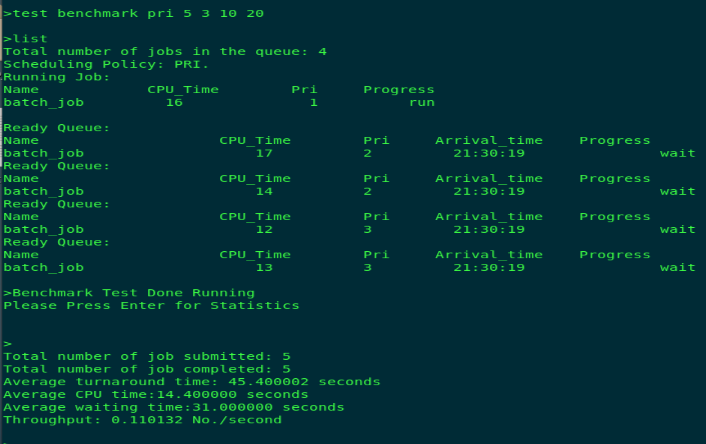 >test benchmark pri 5 3 10 20
>list
Total number of jobs in the queue: 4
Scheduling Policy: PRI.
Running Job:
Name CPU_Time Pri Progress
batch_job 16 1 run
Ready Queue:
Name CPU_Time Pri Arrival_time Progress
batch_job 17 2 21:30:19 wait
Ready Queue:
Name CPU_Time Pri Arrival_time Progress
batch_job 14 2 21:30:19 wait
Ready Queue:
Name CPU_Time Pri Arrival_time Progress
batch_job 12 3 21:30:19 wait
Ready Queue:
Name CPU_Time Pri Arrival_time Progress
batch_job 13 3 21:30:19 wait
>Benchmark Test Done Running
Please Press Enter for Statistics
>
Total number of job submitted: 5
Total number of job completed: 5
Average turnaround time: 45.400002 seconds
Average CPU time:14.400000 seconds
Average waiting time:31.000000 seconds
Throughput: 0.110132 No./second